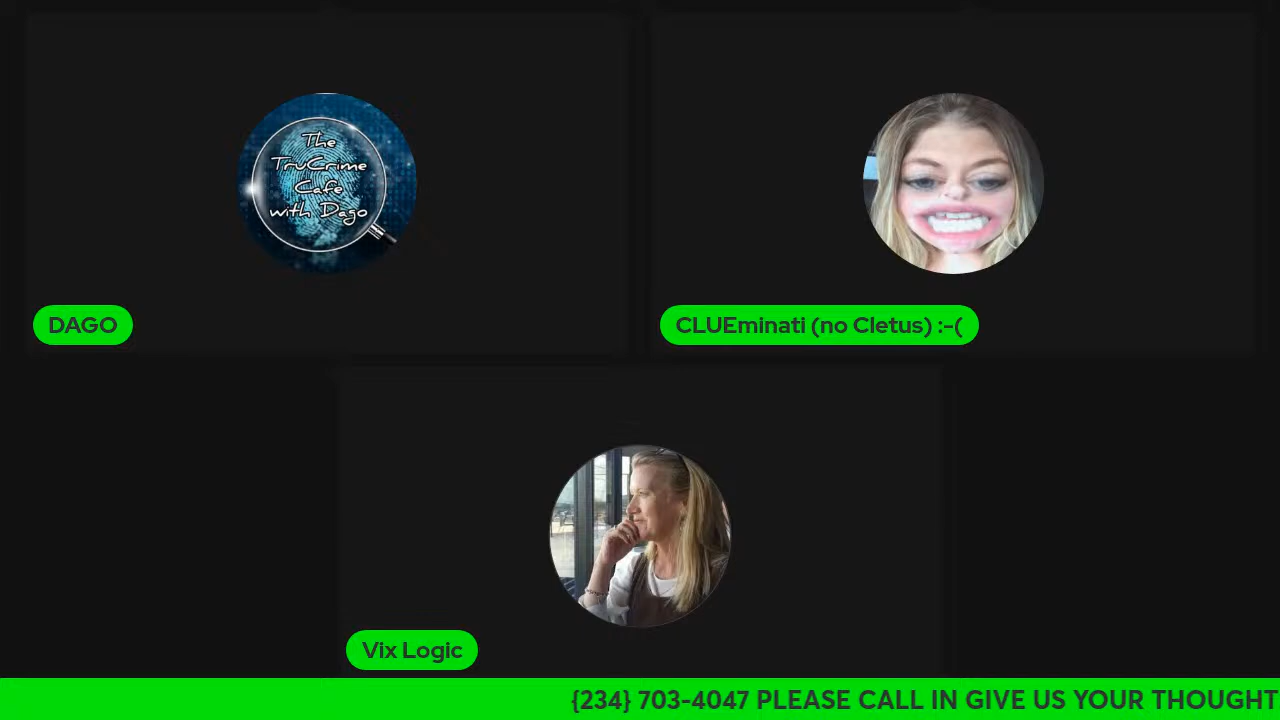 The
TruCrime
Cafe
with Dago
DAGO
CLUEminati (no Cletus) :-(
Vix Logic
{234} 703-4047 PLEASE CALL IN GIVE US YOUR THOUGHT